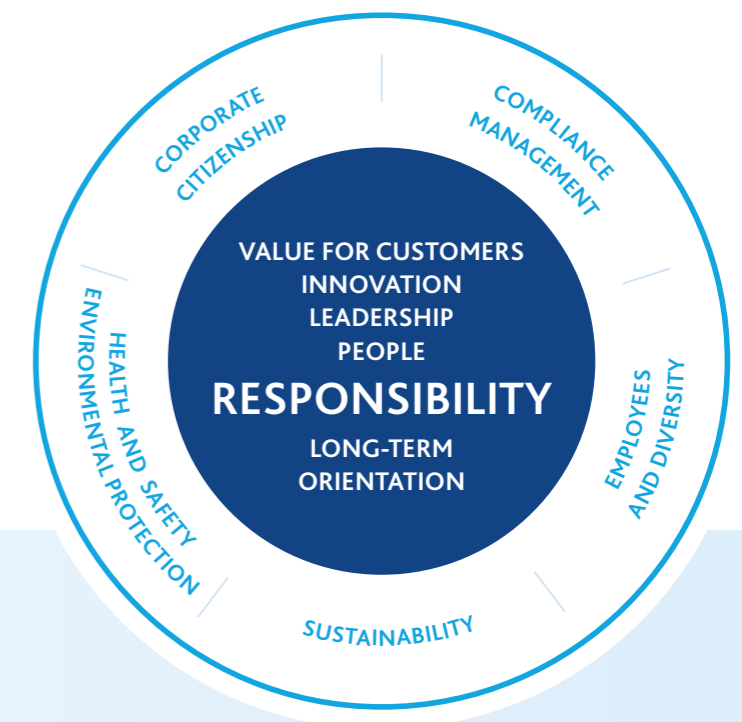 CORPORATE
CITIZENSHIP
COMPLIANCE
MANAGEMENT
VALUE FOR CUSTOMERS
INNOVATION
LEADERSHIP
PEOPLE
RESPONSIBILITY
LONG-TERM
ORIENTATION
HEALTH AND SAFETY
ENVIRONMENTAL PROTECTION
EMPLOYEES
AND DIVERSITY
SUSTAINABILITY